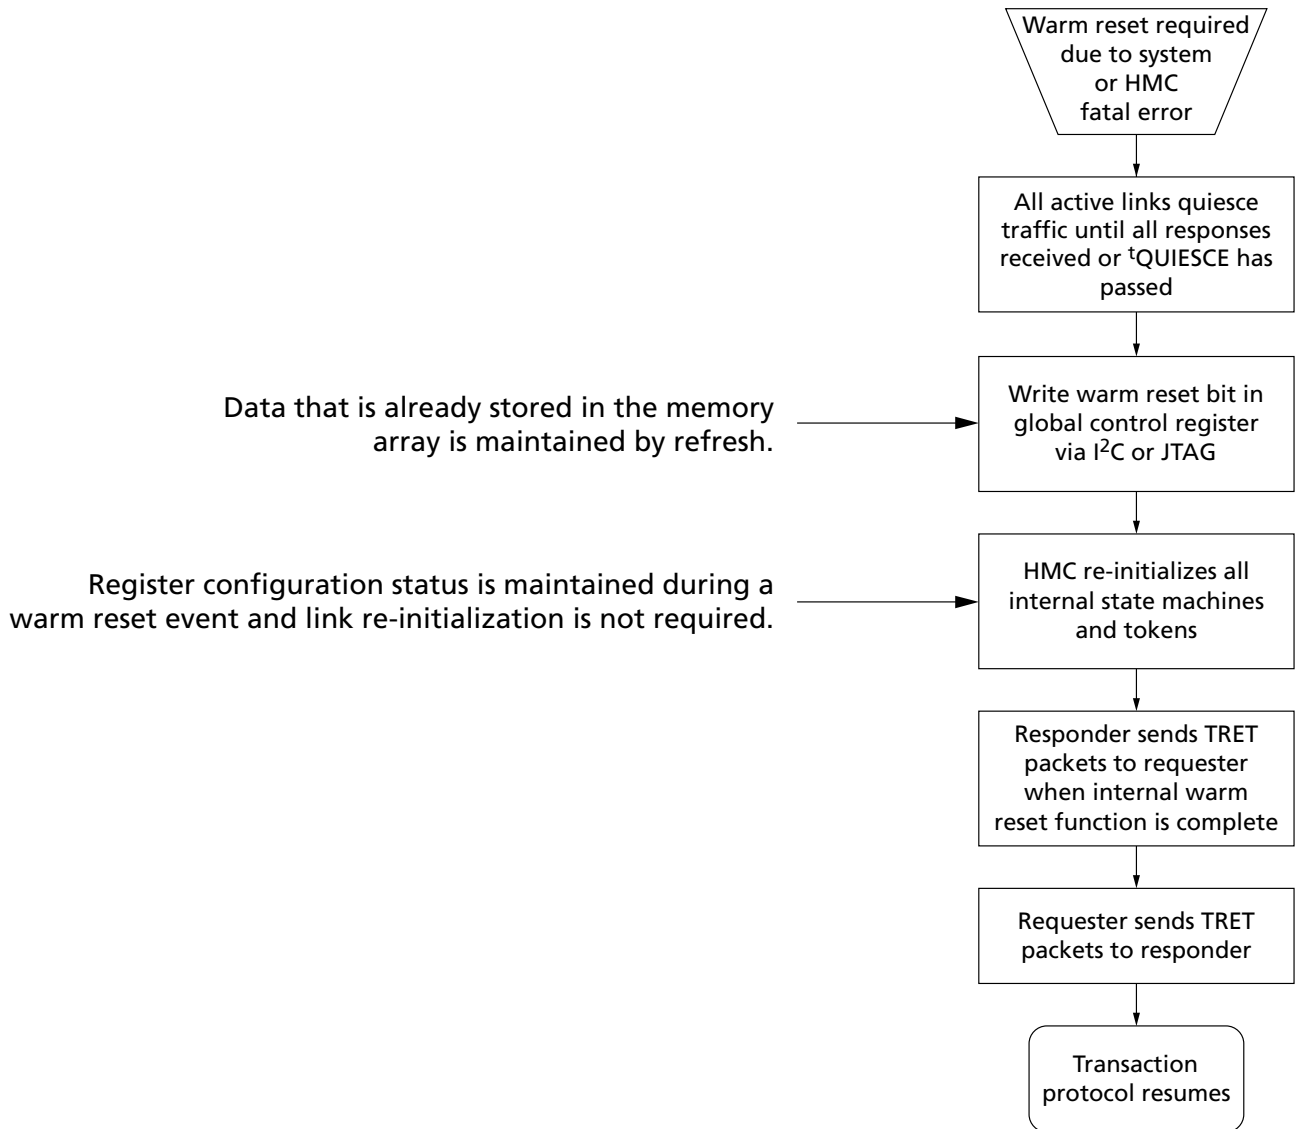 Warm reset required
due to system
or HMC
fatal error
All active links quiesce
traffic until all responses
received or ᵗQUIESCE has
passed
Data that is already stored in the memory
array is maintained by refresh.
Write warm reset bit in
global control register
via I²C or JTAG
Register configuration status is maintained during a
warm reset event and link re-initialization is not required.
HMC re-initializes all
internal state machines
and tokens
Responder sends TRET
packets to requester
when internal warm
reset function is complete
Requester sends TRET
packets to responder
Transaction
protocol resumes